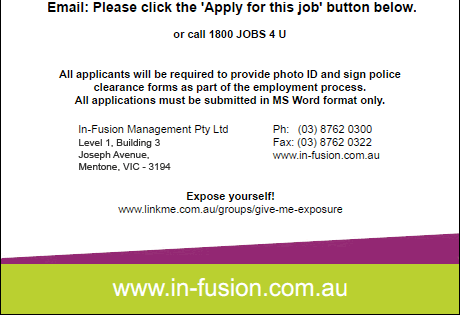 Email: Please click the 'Apply for this job' button below.
or call 1800 JOBS 4 U
All applicants will be required to provide photo ID and sign police
clearance forms as part of the employment process.
All applications must be submitted in MS Word format only.
In-Fusion Management Pty Ltd
Level 1, Building 3
Joseph Avenue,
Mentone, VIC - 3194
Ph: (03) 8762 0300
Fax: (03) 8762 0322
www.in-fusion.com.au
Expose yourself!
www.linkme.com.au/groups/give-me-exposure
www.in-fusion.com.au